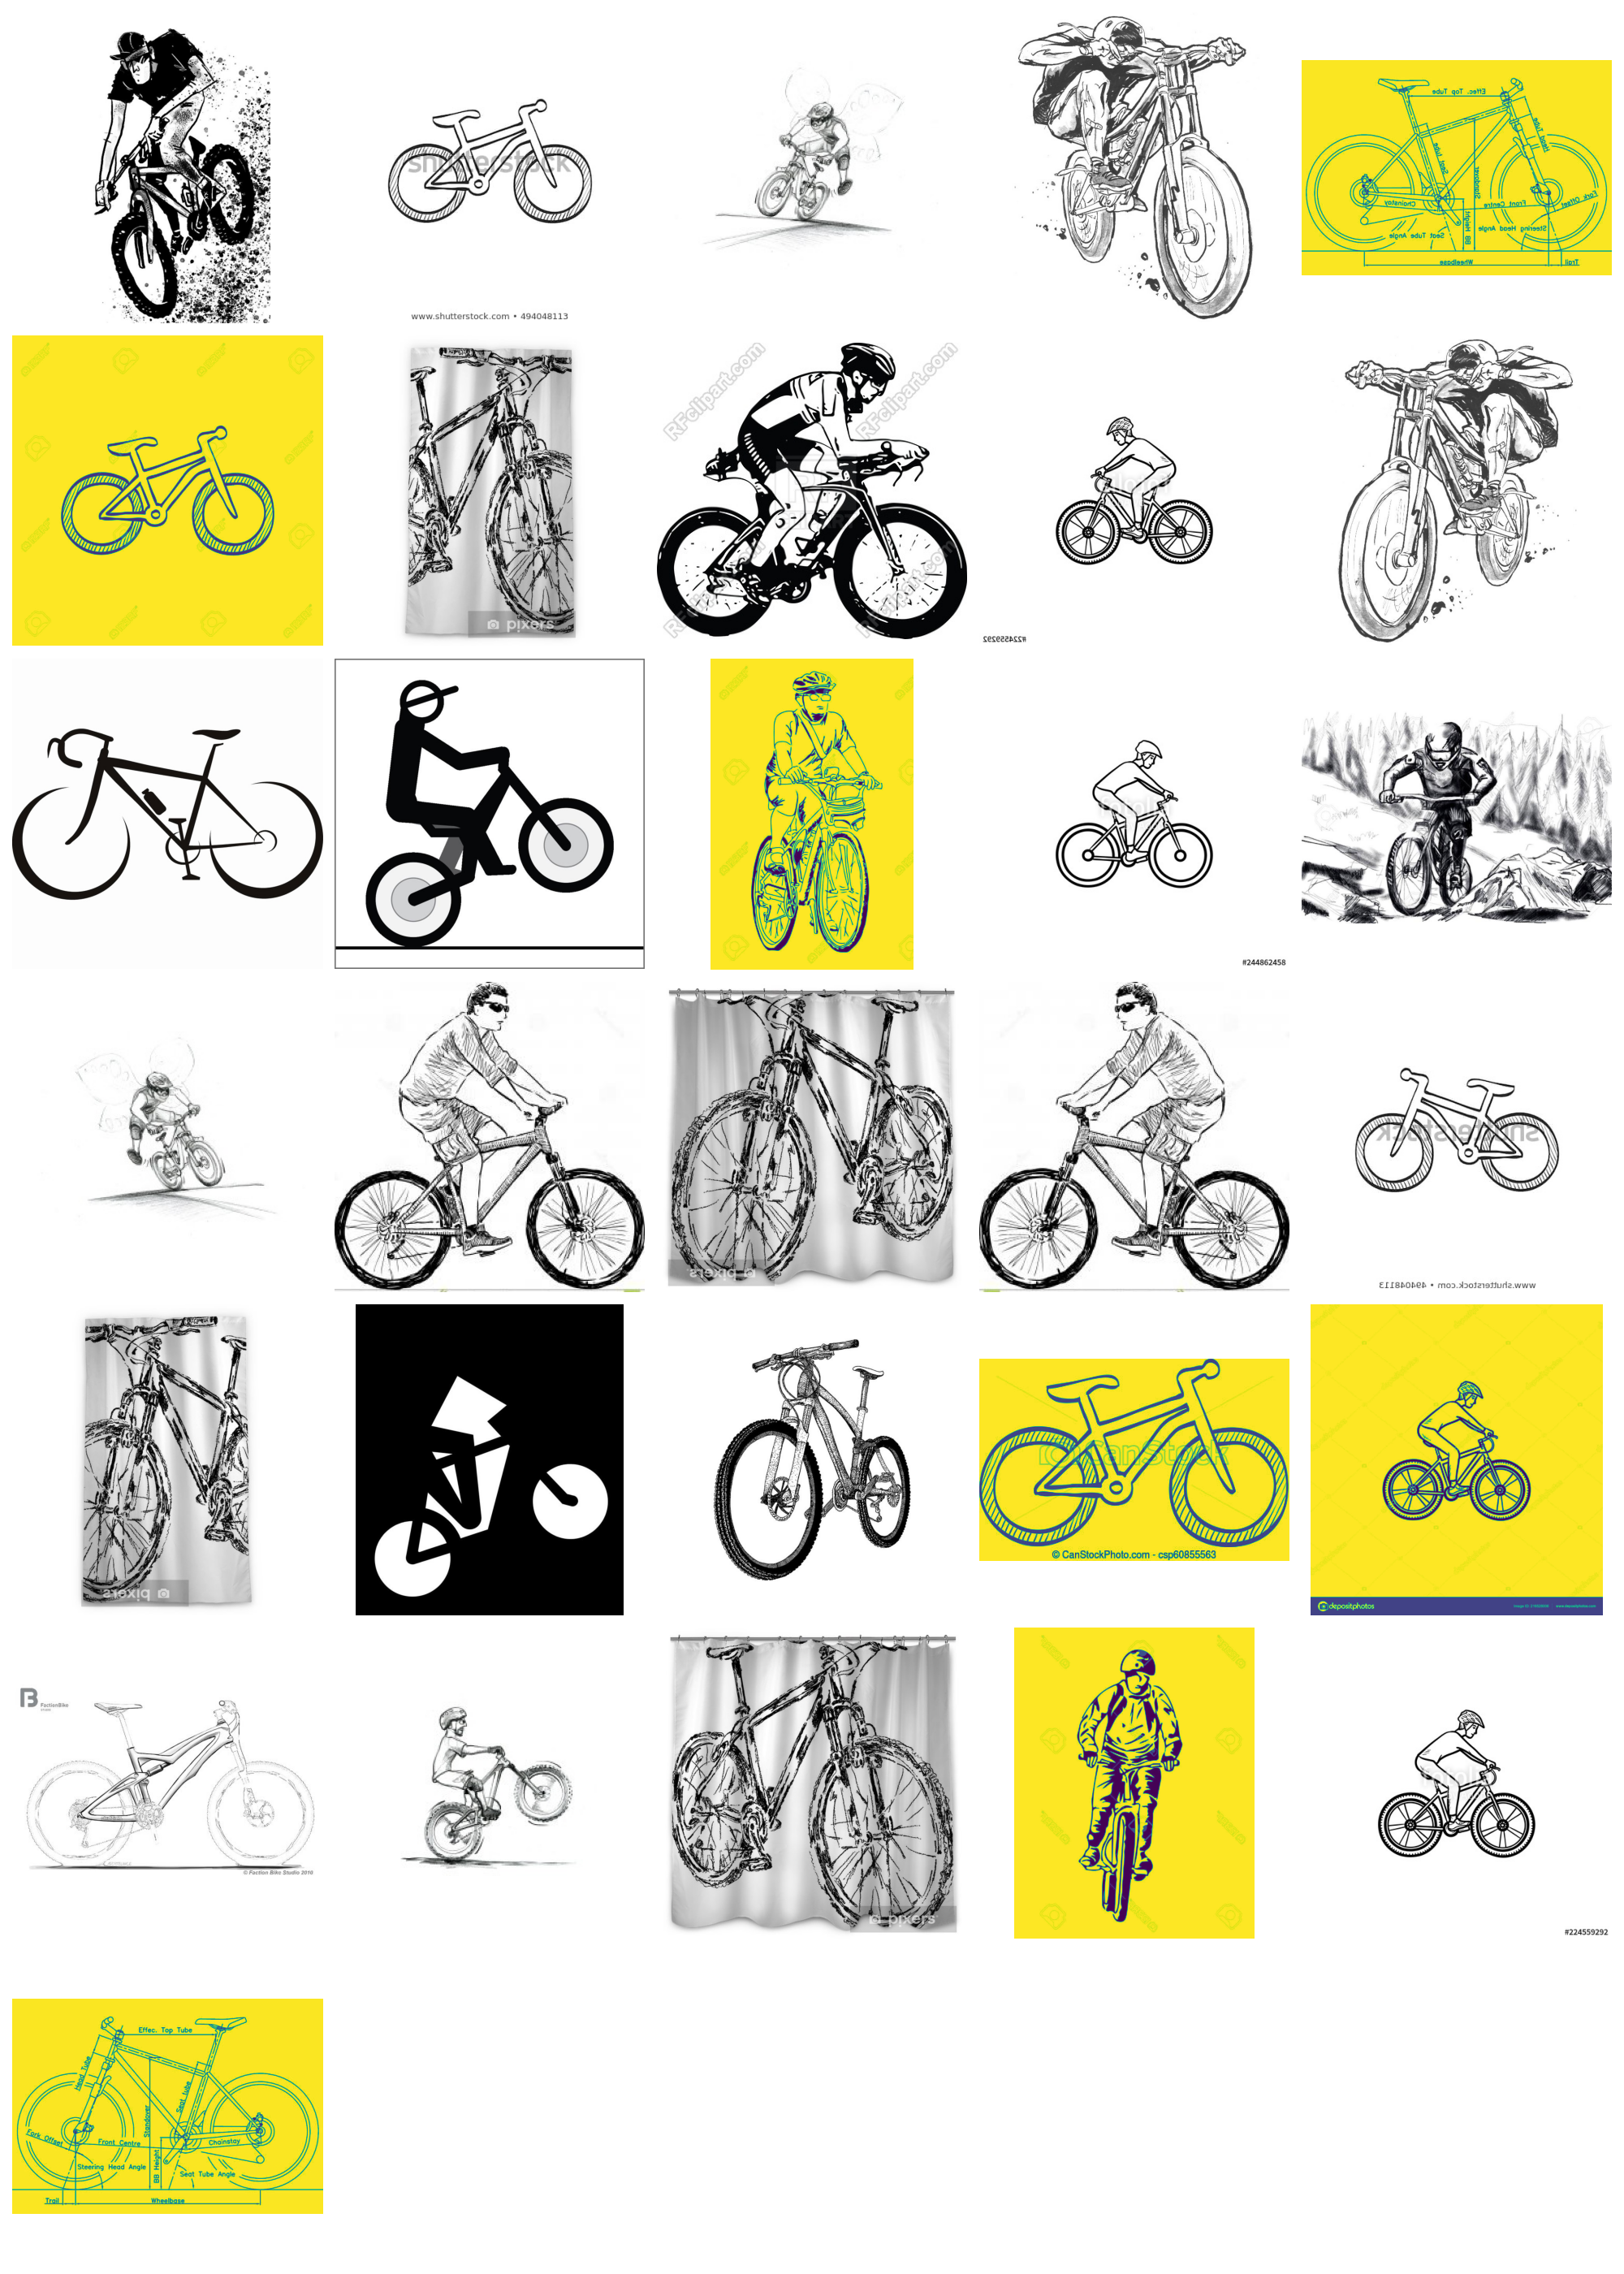 Effec. Top Tube
Head Tube
Seat tube
Standover
Fork Offset
Chainstay
Front Centre
BB Height
Steering Head Angle
Seat Tube Angle
Wheelbase
Trail
shutterstock
www.shutterstock.com • 494048113
pixers
RFclipart.com
RFclipart.com
RFclipart.com
RFclipart.com
#224559292
#244862458
pixers
shutterstock
www.shutterstock.com • 494048113
pixers
CanStock
© CanStockPhoto.com - csp60855563
depositphotos
FactionBike
© Faction Bike Studio 2010
pixers
#224559292
Effec. Top Tube
Head Tube
Seat tube
Standover
Fork Offset
Front Centre
Chainstay
BB Height
Steering Head Angle
Seat Tube Angle
Trail
Wheelbase